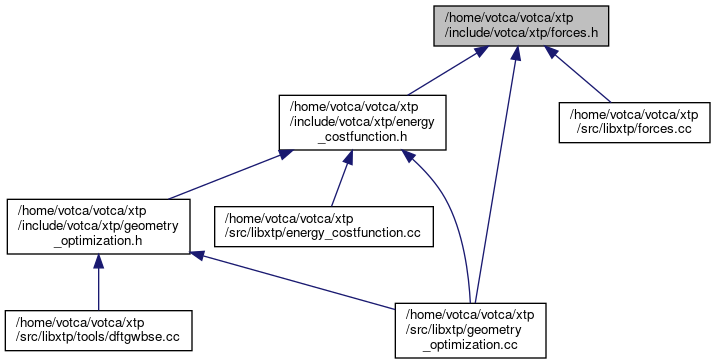 /home/votca/votca/xtp
/include/votca/xtp/forces.h
/home/votca/votca/xtp
/include/votca/xtp/energy
_costfunction.h
/home/votca/votca/xtp
/src/libxtp/forces.cc
/home/votca/votca/xtp
/include/votca/xtp/geometry
_optimization.h
/home/votca/votca/xtp
/src/libxtp/energy_costfunction.cc
/home/votca/votca/xtp
/src/libxtp/tools/dftgwbse.cc
/home/votca/votca/xtp
/src/libxtp/geometry
_optimization.cc